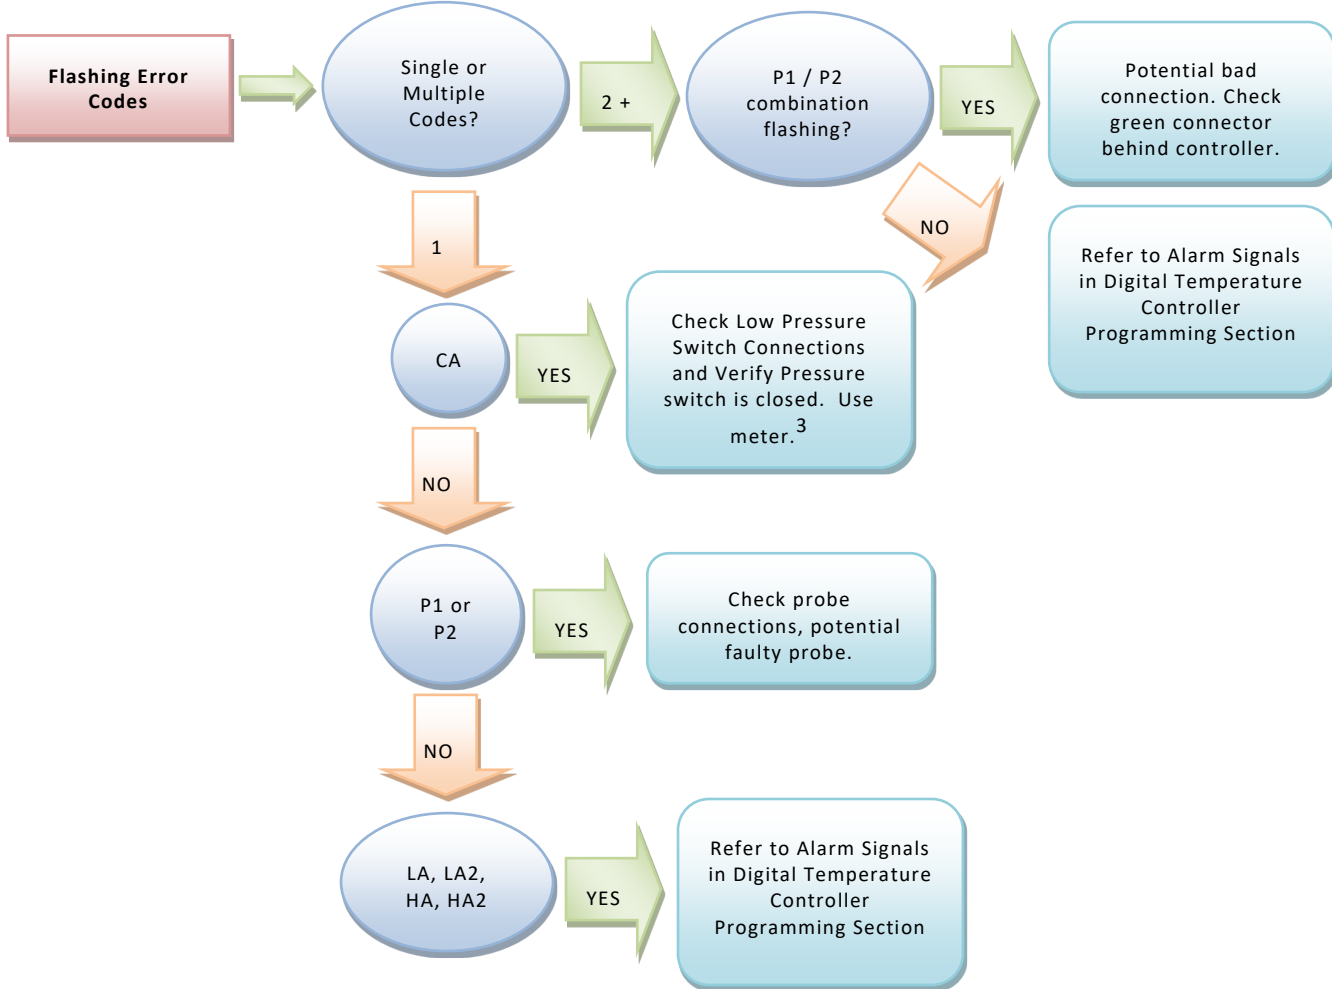 Flashing Error
Codes
Single or
Multiple
Codes?
2 +
P1 / P2
combination
flashing?
YES
Potential bad
connection. Check
green connector
behind controller.
NO
Refer to Alarm Signals
in Digital Temperature
Controller
Programming Section
1
CA
YES
Check Low Pressure
Switch Connections
and Verify Pressure
switch is closed.  Use
meter.3
NO
P1 or
P2
YES
Check probe
connections, potential
faulty probe.
NO
LA, LA2,
HA, HA2
YES
Refer to Alarm Signals
in Digital Temperature
Controller
Programming Section